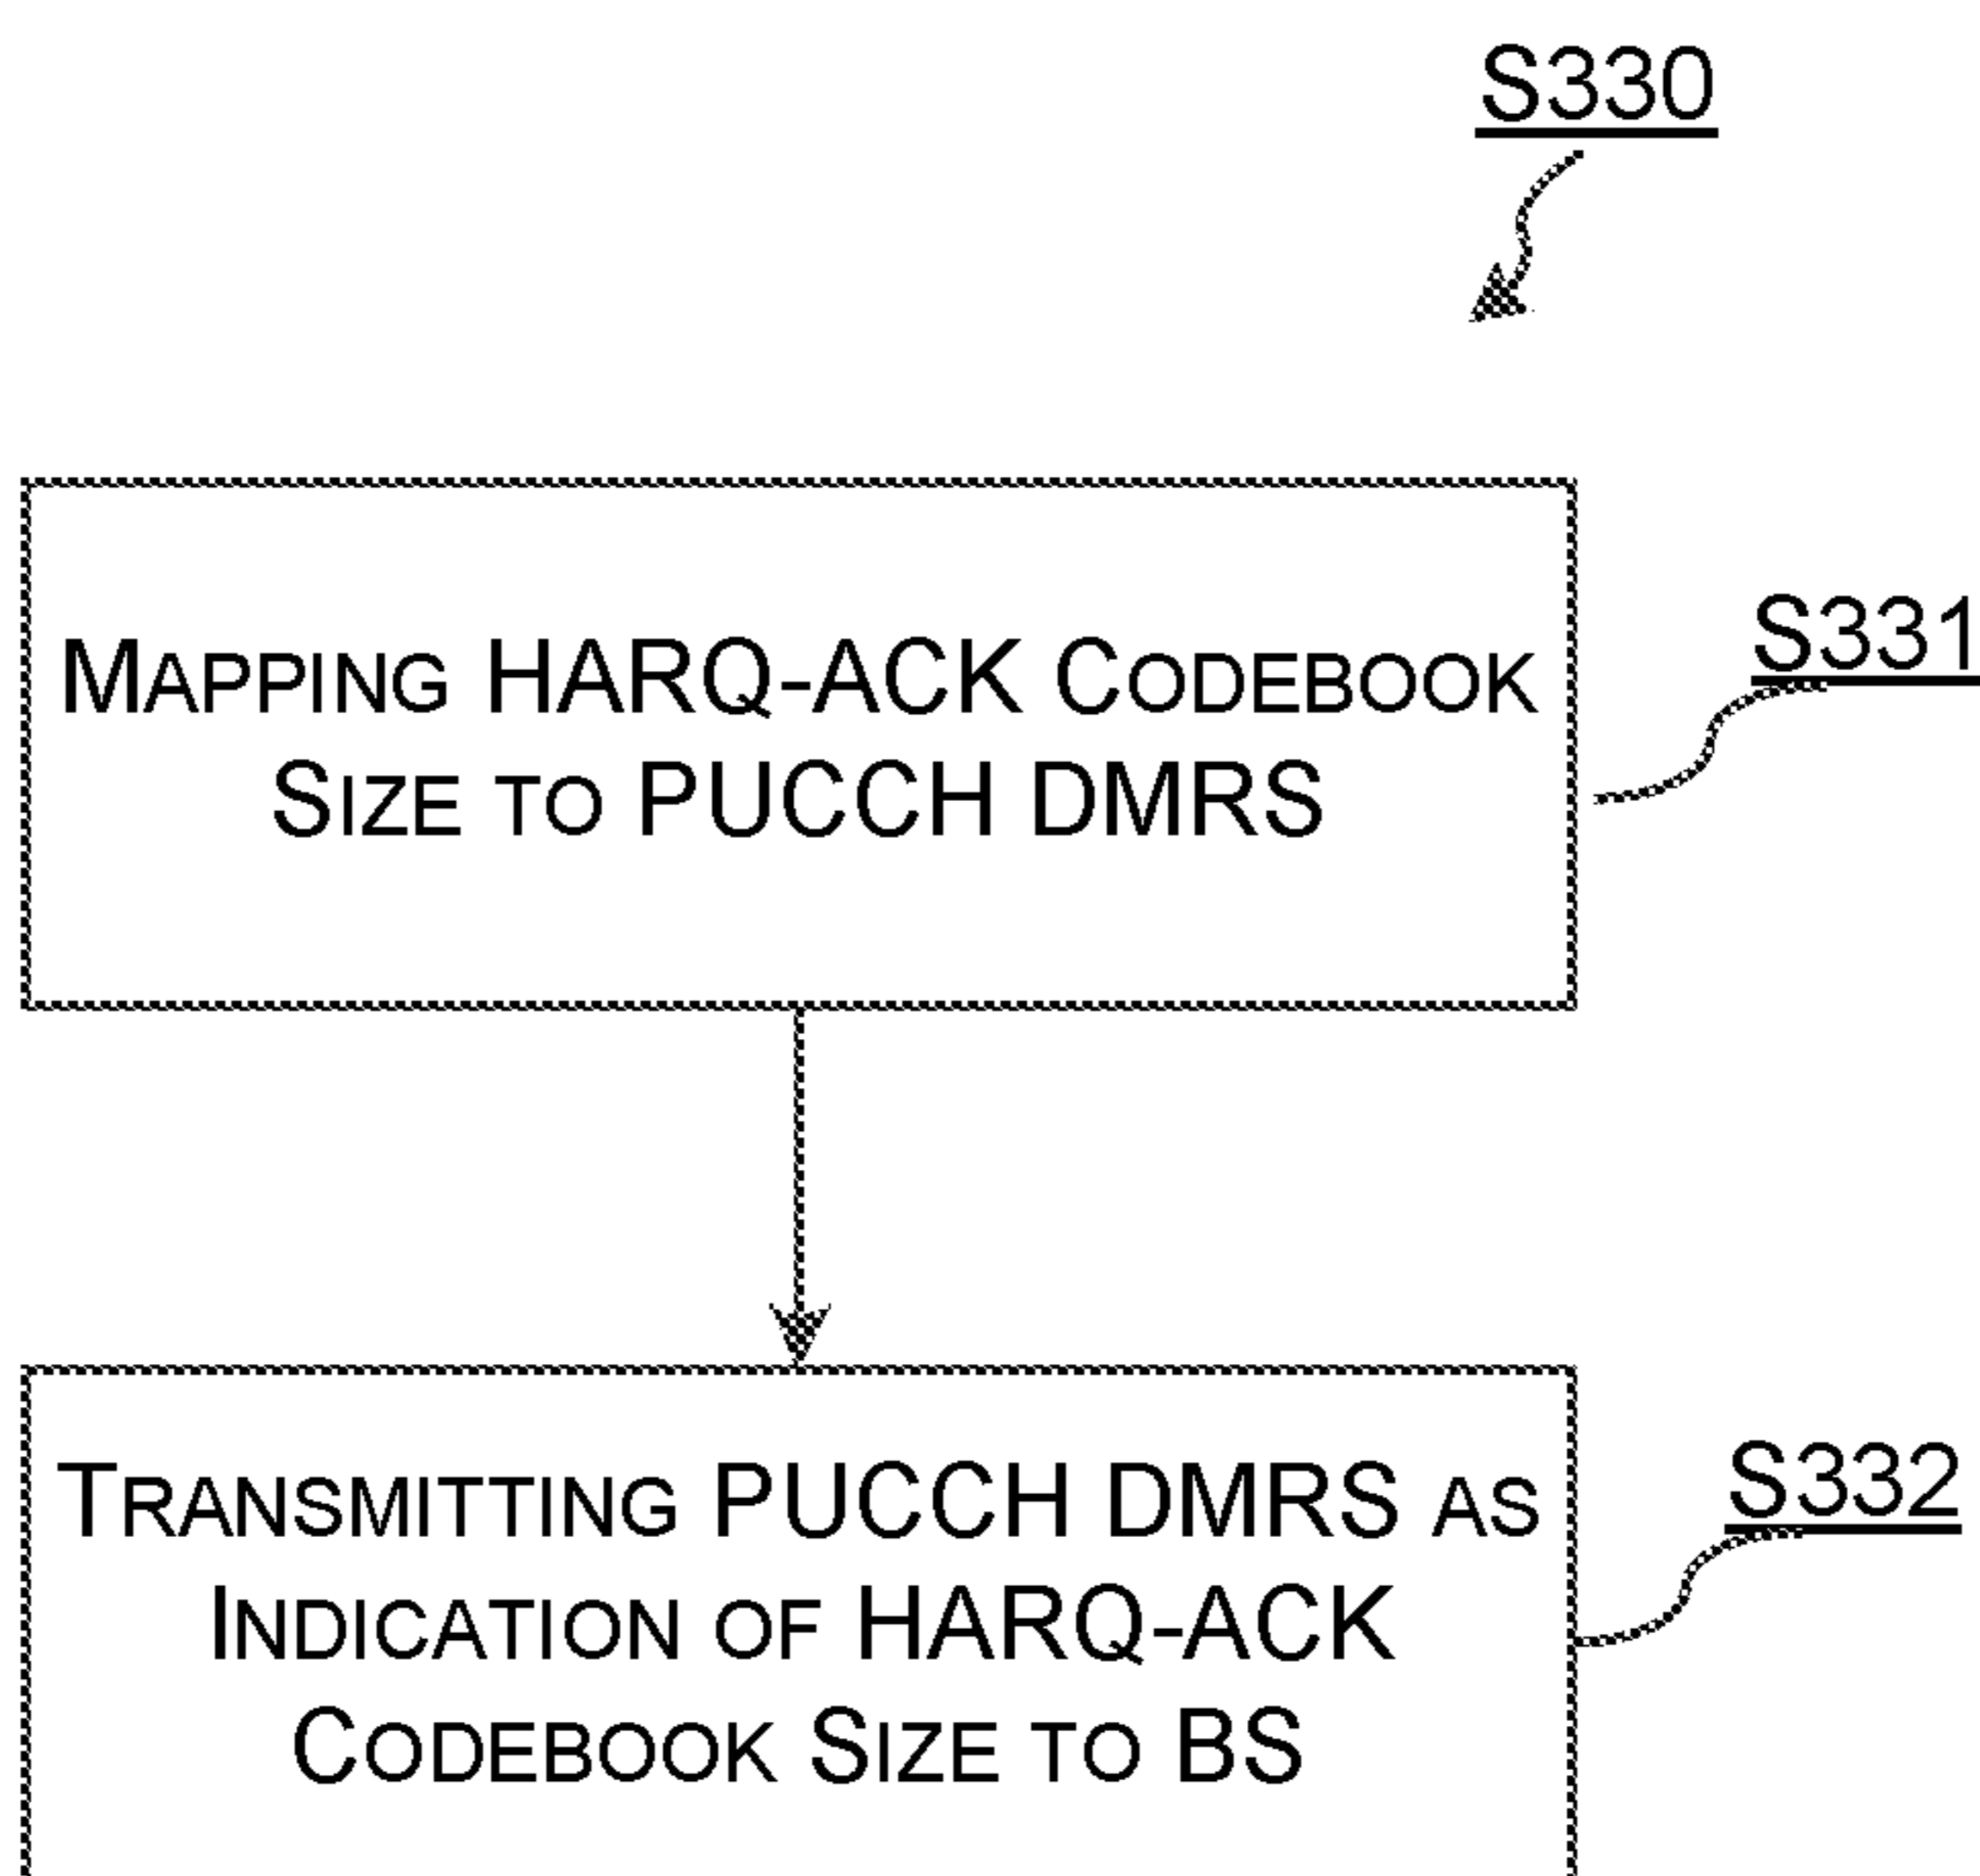 S330
MAPPING HARQ-ACK CODEBOOK
SIZE TO PUCCH DMRS
S331
TRANSMITTING PUCCH DMRS AS
INDICATION OF HARQ-ACK
CODEBOOK SIZE TO BS
S332